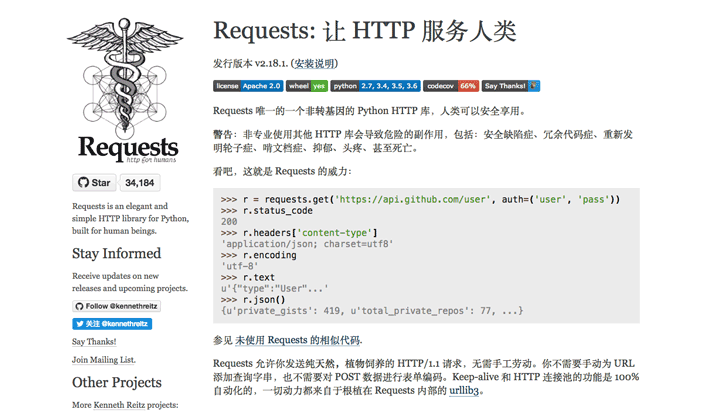 Requests
http for humans
Star 34,184
Requests is an elegant and
simple HTTP library for Python,
built for human beings.
Stay Informed
Receive updates on new
releases and upcoming projects.
Follow @kennethreitz
关注 @kennethreitz
Say Thanks!
Join Mailing List.
Other Projects
More Kenneth Reitz projects:
Requests: 让 HTTP 服务人类
发行版本 v2.18.1. (安装说明)
license Apache 2.0 wheel yes python 2.7, 3.4, 3.5, 3.6 codecov 66% Say Thanks!
Requests 唯一的一个非转基因的 Python HTTP 库，人类可以安全享用。
警告：非专业使用其他 HTTP 库会导致危险的副作用，包括：安全缺陷症、冗余代码症、重新发
明轮子症、啃文档症、抑郁、头疼、甚至死亡。
看吧，这就是 Requests 的威力：
>>> r = requests.get('https://api.github.com/user', auth=('user', 'pass'))
>>> r.status_code
200
>>> r.headers['content-type']
'application/json; charset=utf8'
>>> r.encoding
'utf-8'
>>> r.text
u'{"type":"User"...'
>>> r.json()
{u'private_gists': 419, u'total_private_repos': 77, ...}
参见 未使用 Requests 的相似代码.
Requests 允许你发送纯天然，植物饲养的 HTTP/1.1 请求，无需手工劳动。你不需要手动为 URL
添加查询字串，也不需要对 POST 数据进行表单编码。Keep-alive 和 HTTP 连接池的功能是 100%
自动化的，一切动力都来自于根植在 Requests 内部的 urllib3。